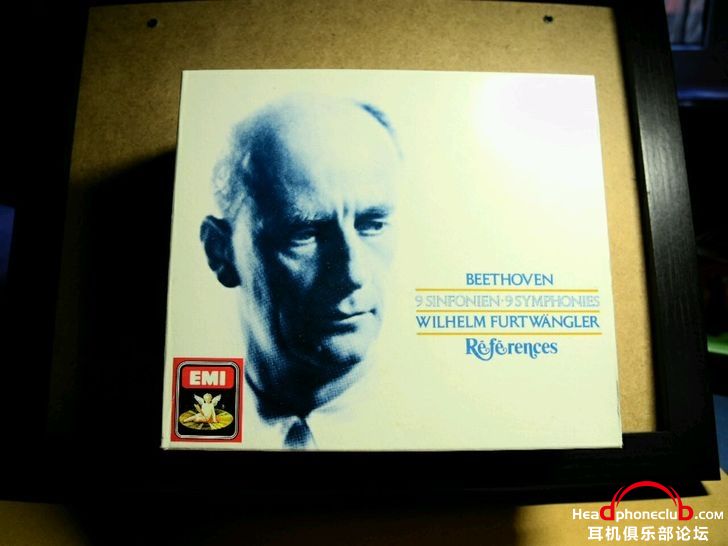 BEETHOVEN
9 SINFONIEN · 9 SYMPHONIES
WILHELM FURTWÄNGLER
Références
EMI
Headphoneclub.com
耳机俱乐部论坛